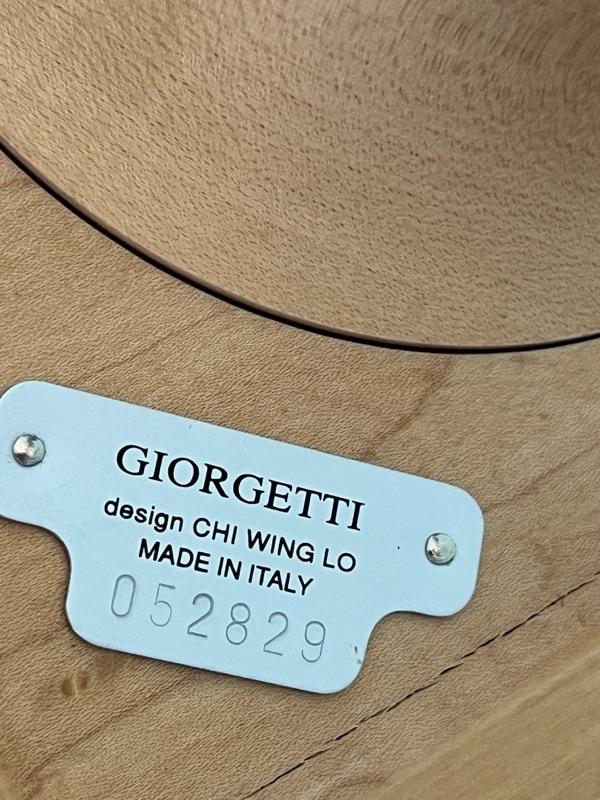 GIORGETTI
design CHI WING LO
MADE IN ITALY
052829